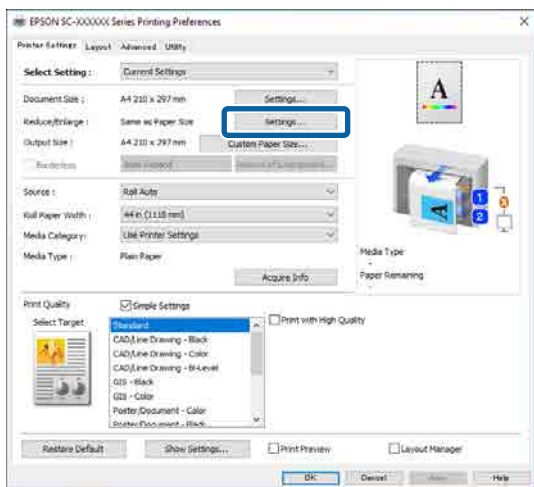 EPSON SC-XXXXXX Series Printing Preferences
Printer Settings Layout Advanced Utility
Select Setting : Current Settings
Document Size : A4 210 x 297 mm Settings...
Reduce/Enlarge : Same as Paper Size Settings...
Output Size : A4 210 x 297 mm Custom Paper Size...
Borderless
Source : Roll Auto
Roll Paper Width : 44 in (1118 mm)
Media Category: Use Printer Settings
Media Type : Plain Paper
Acquire Info
A
A
1
2
Media Type
-
Paper Remaining
-
Print Quality Simple Settings
Select Target
Standard
CAD/Line Drawing - Black
CAD/Line Drawing - Color
CAD/Line Drawing - Bi-Level
GIS - Black
GIS - Color
Poster/Document - Color
Poster/Document - Black
Print with High Quality
Restore Default Show Settings... Print Preview Layout Manager
OK Cancel Help